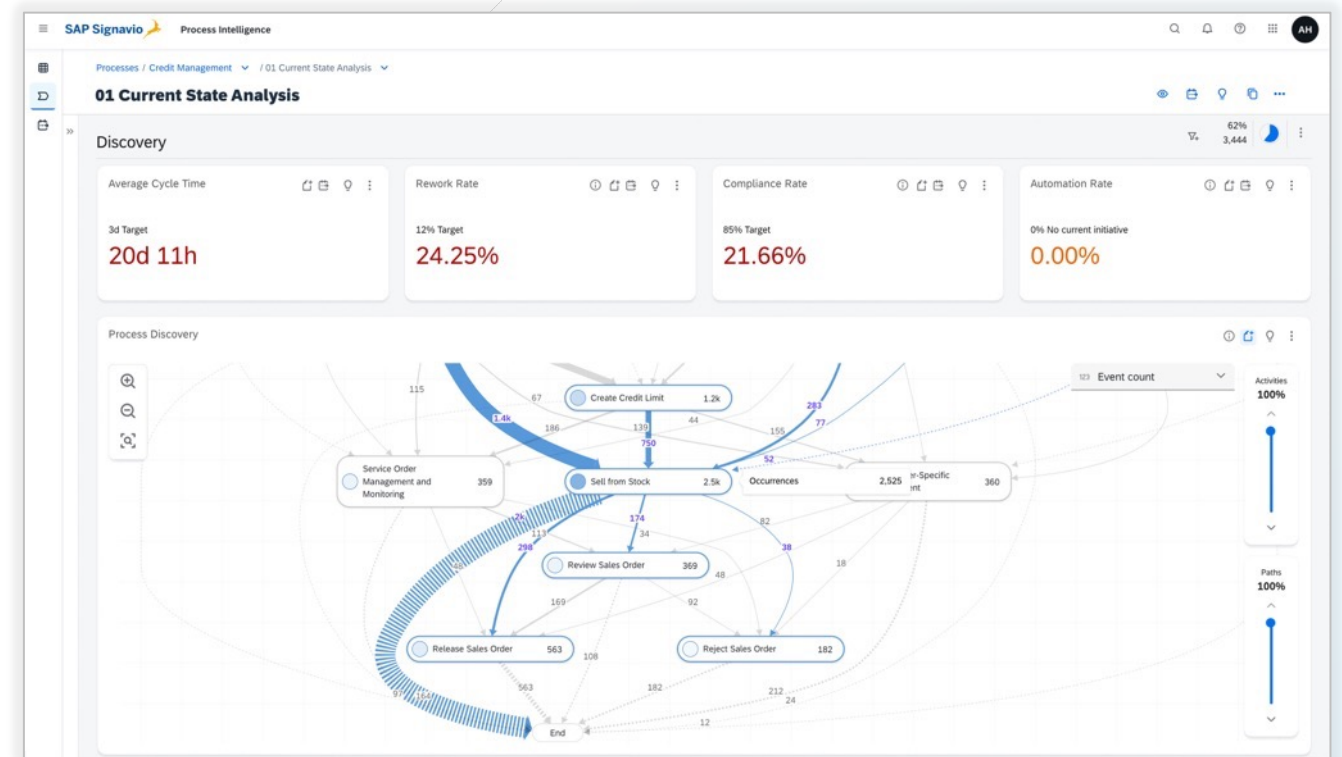 SAP Signavio Process Intelligence
AH
Processes / Credit Management / 01 Current State Analysis
01 Current State Analysis
Discovery
62%
3,444
Average Cycle Time
3d Target
20d 11h
Rework Rate
12% Target
24.25%
Compliance Rate
85% Target
21.66%
Automation Rate
0% No current initiative
0.00%
Process Discovery
123 Event count
Activities
100%
Paths
100%
115
67
Create Credit Limit 1.2k
1.4k
186
139
750
44
155
283
77
52
Service Order
Management and
Monitoring
359
Sell from Stock 2.5k
Occurrences 2,525
r-Specific
nt
360
2k
113
298
174
34
82
38
48
Review Sales Order 369
48
18
169
92
Release Sales Order 563
Reject Sales Order 182
108
97
164
563
182
212
24
12
End